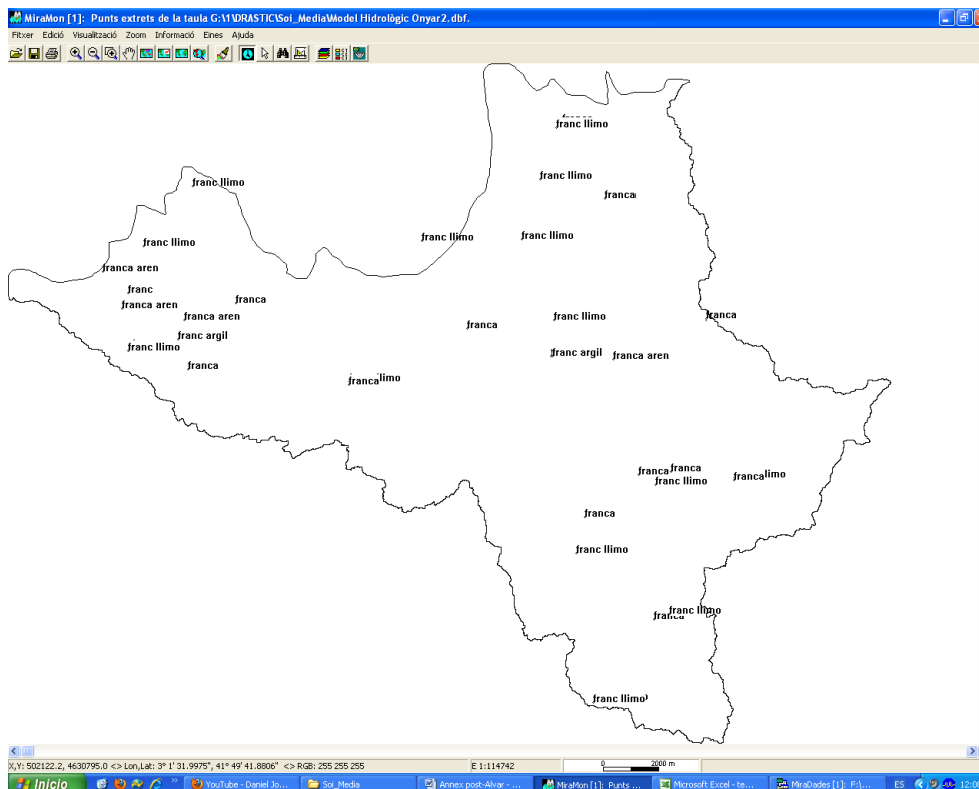 MiraMon [1]: Punts extrets de la taula G:\1\DRASTIC\Soi_Media\Model Hidrològic Onyar2.dbf.
Fitxer Edició Visualització Zoom Informació Eines Ajuda
franc llimo
franc llimo
franc llimo
franca
franc llimo
franc llimo
franc llimo
franca aren
franc
franca
franca aren
franca aren
franc llimo
franca
franca
franc argil
franc llimo
franc argil
franca aren
franca
franca llimo
franca franca
franca limo
franc llimo
franca
franc llimo
franc llimo
franca
franc llimo
X,Y: 502122.2, 4630795.0 <> Lon,Lat: 3° 1' 31.9975", 41° 49' 41.8806" <> RGB: 255 255 255 E 1:114742 0 2000 m
Inicio YouTube - Daniel Jo... Soi_Media Annex post-Alvar - ... MiraMon [1]: Punts ... Microsoft Excel - te... MiraDades [1]: F:\... ES